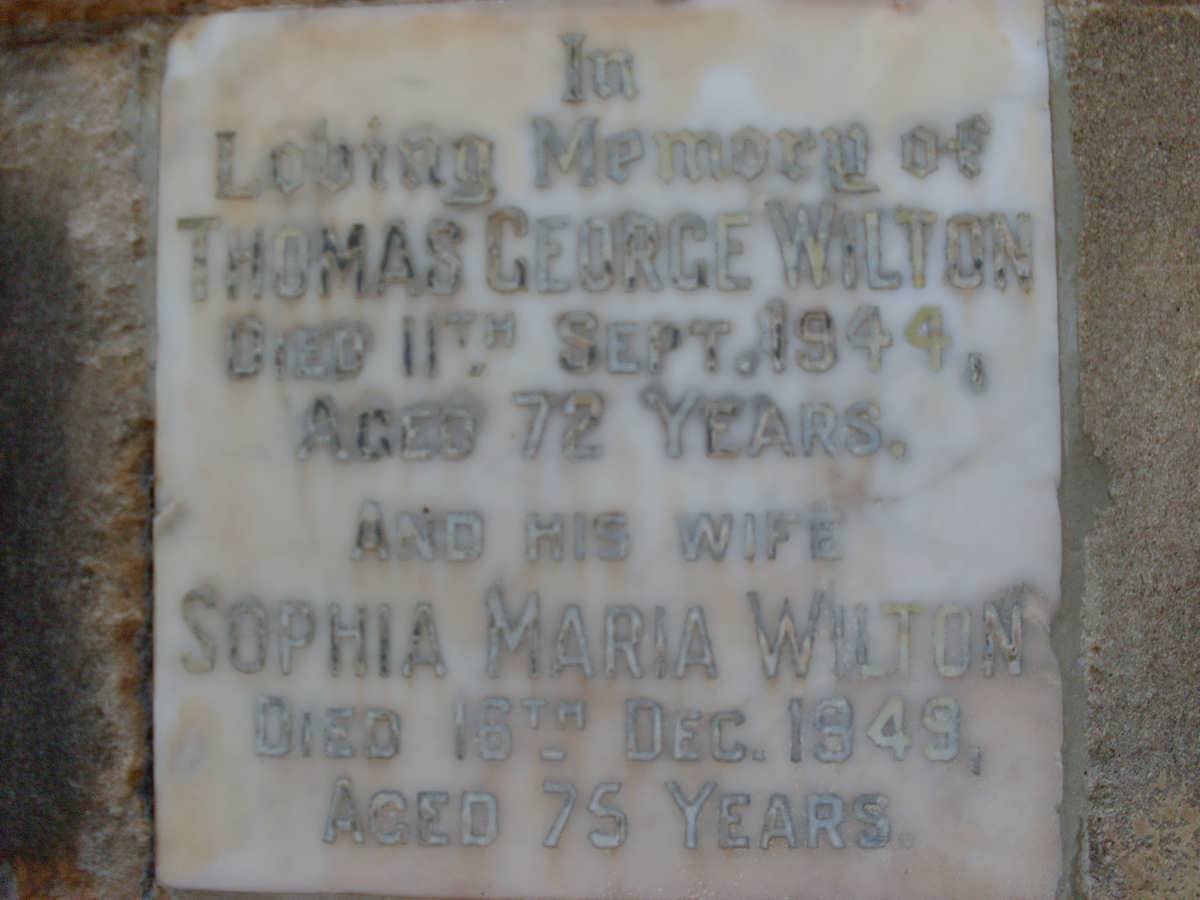 In
Loving Memory of
THOMAS GEORGE WILTON
DIED 11TH SEPT. 1944,
AGED 72 YEARS.
AND HIS WIFE
SOPHIA MARIA WILTON
DIED 16TH DEC. 1949,
AGED 75 YEARS.